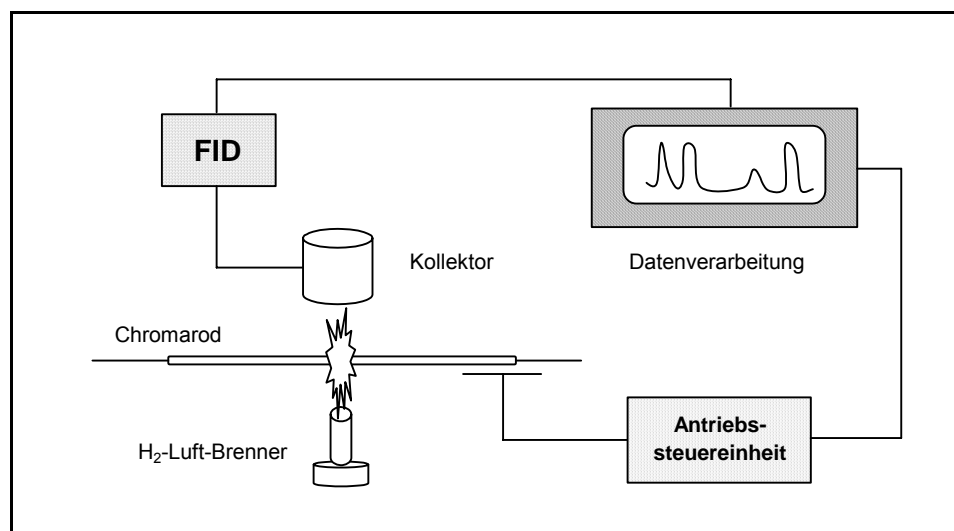 FID
Kollektor
Datenverarbeitung
Chromarod
H₂-Luft-Brenner
Antriebs-
steuereinheit